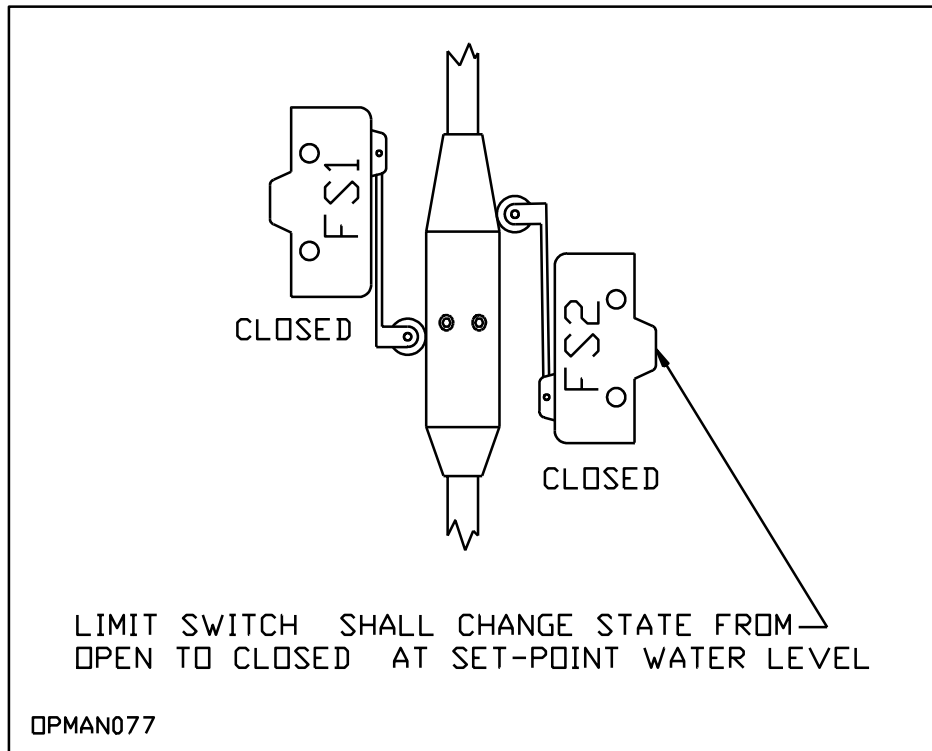 FS1
CLOSED
FS2
CLOSED
LIMIT SWITCH SHALL CHANGE STATE FROM
OPEN TO CLOSED AT SET-POINT WATER LEVEL
OPMAN077